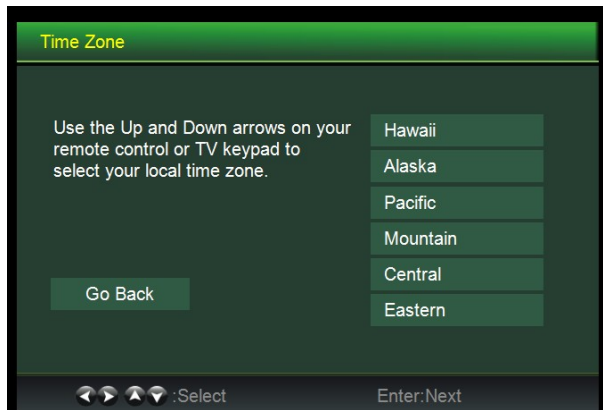 Time Zone
Use the Up and Down arrows on your
remote control or TV keypad to
select your local time zone.
Go Back
Hawaii
Alaska
Pacific
Mountain
Central
Eastern
:Select
Enter:Next